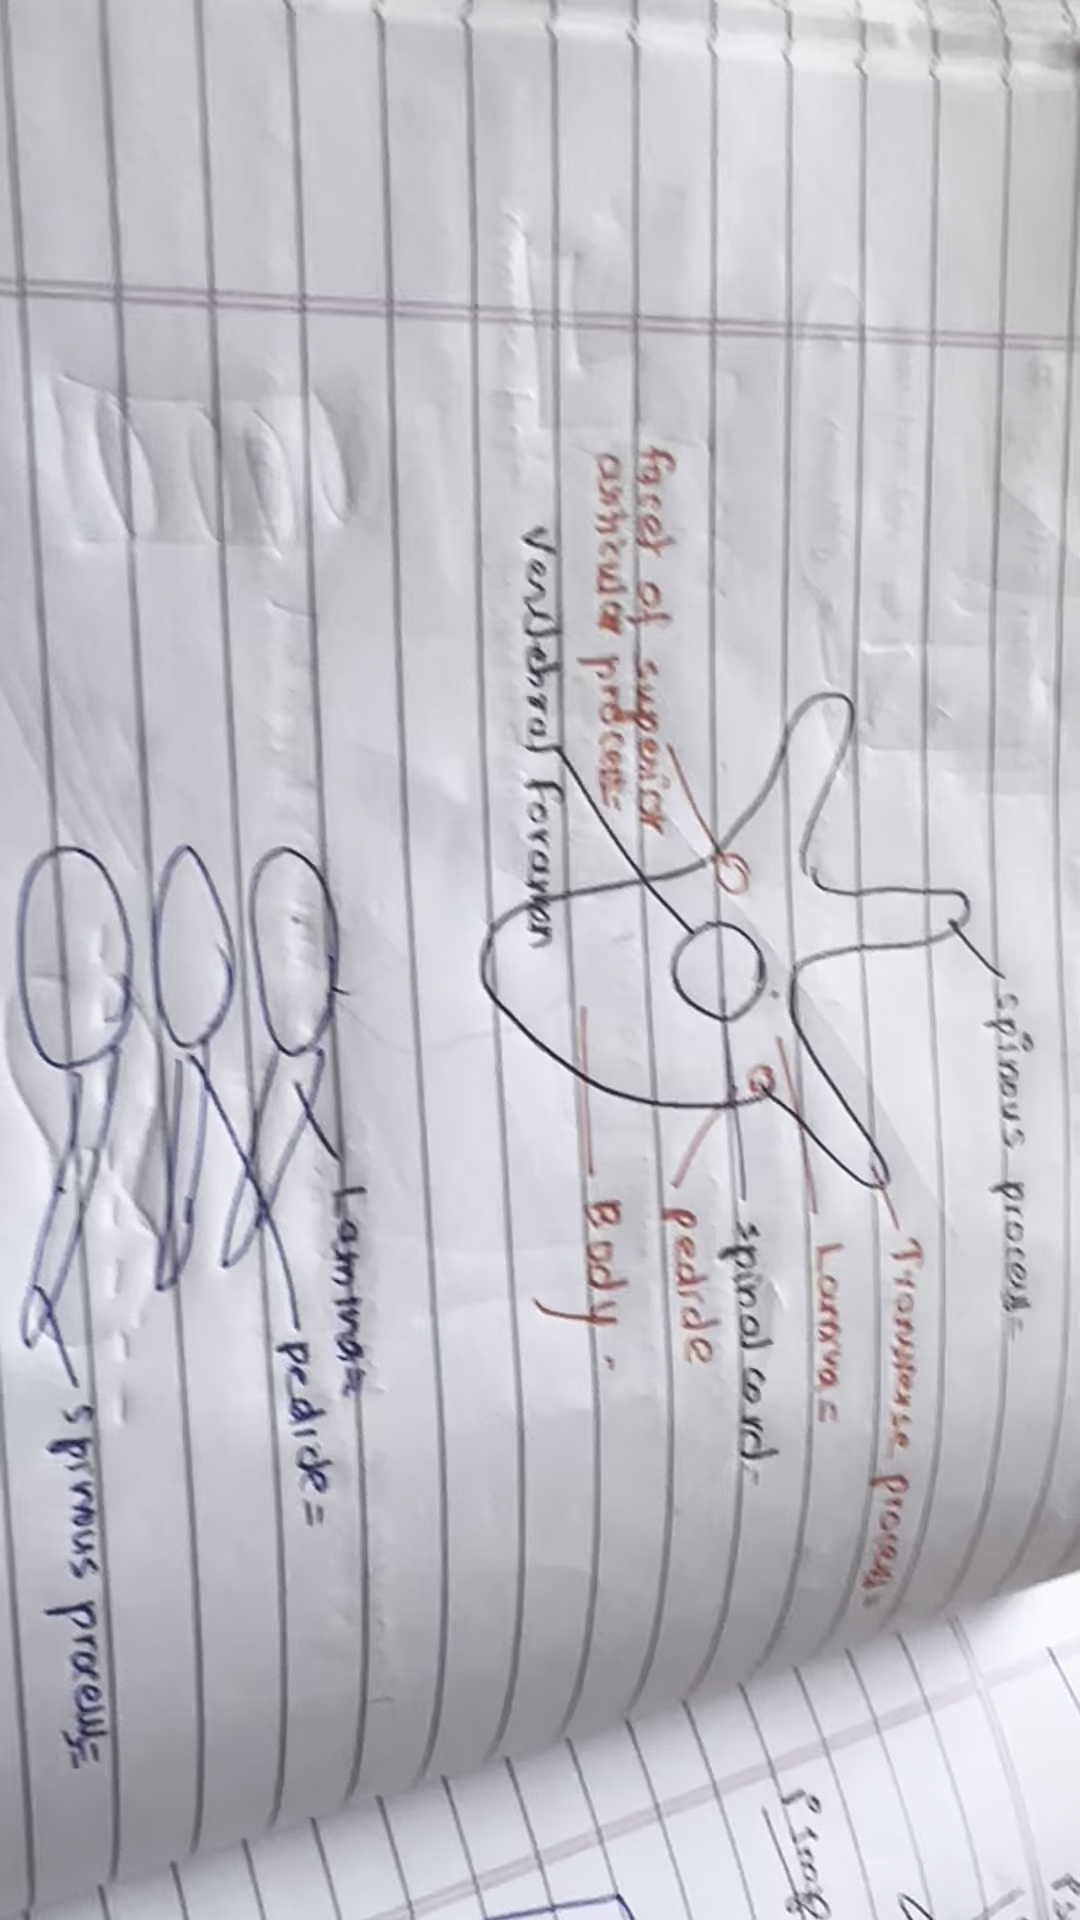 spinous process=
Transverse process=
Lamina=
spinal cord=
pedicle
Body.
facet of superior
articular process=
Vertebral foramen
Lamina=
pedicle=
spinous process=